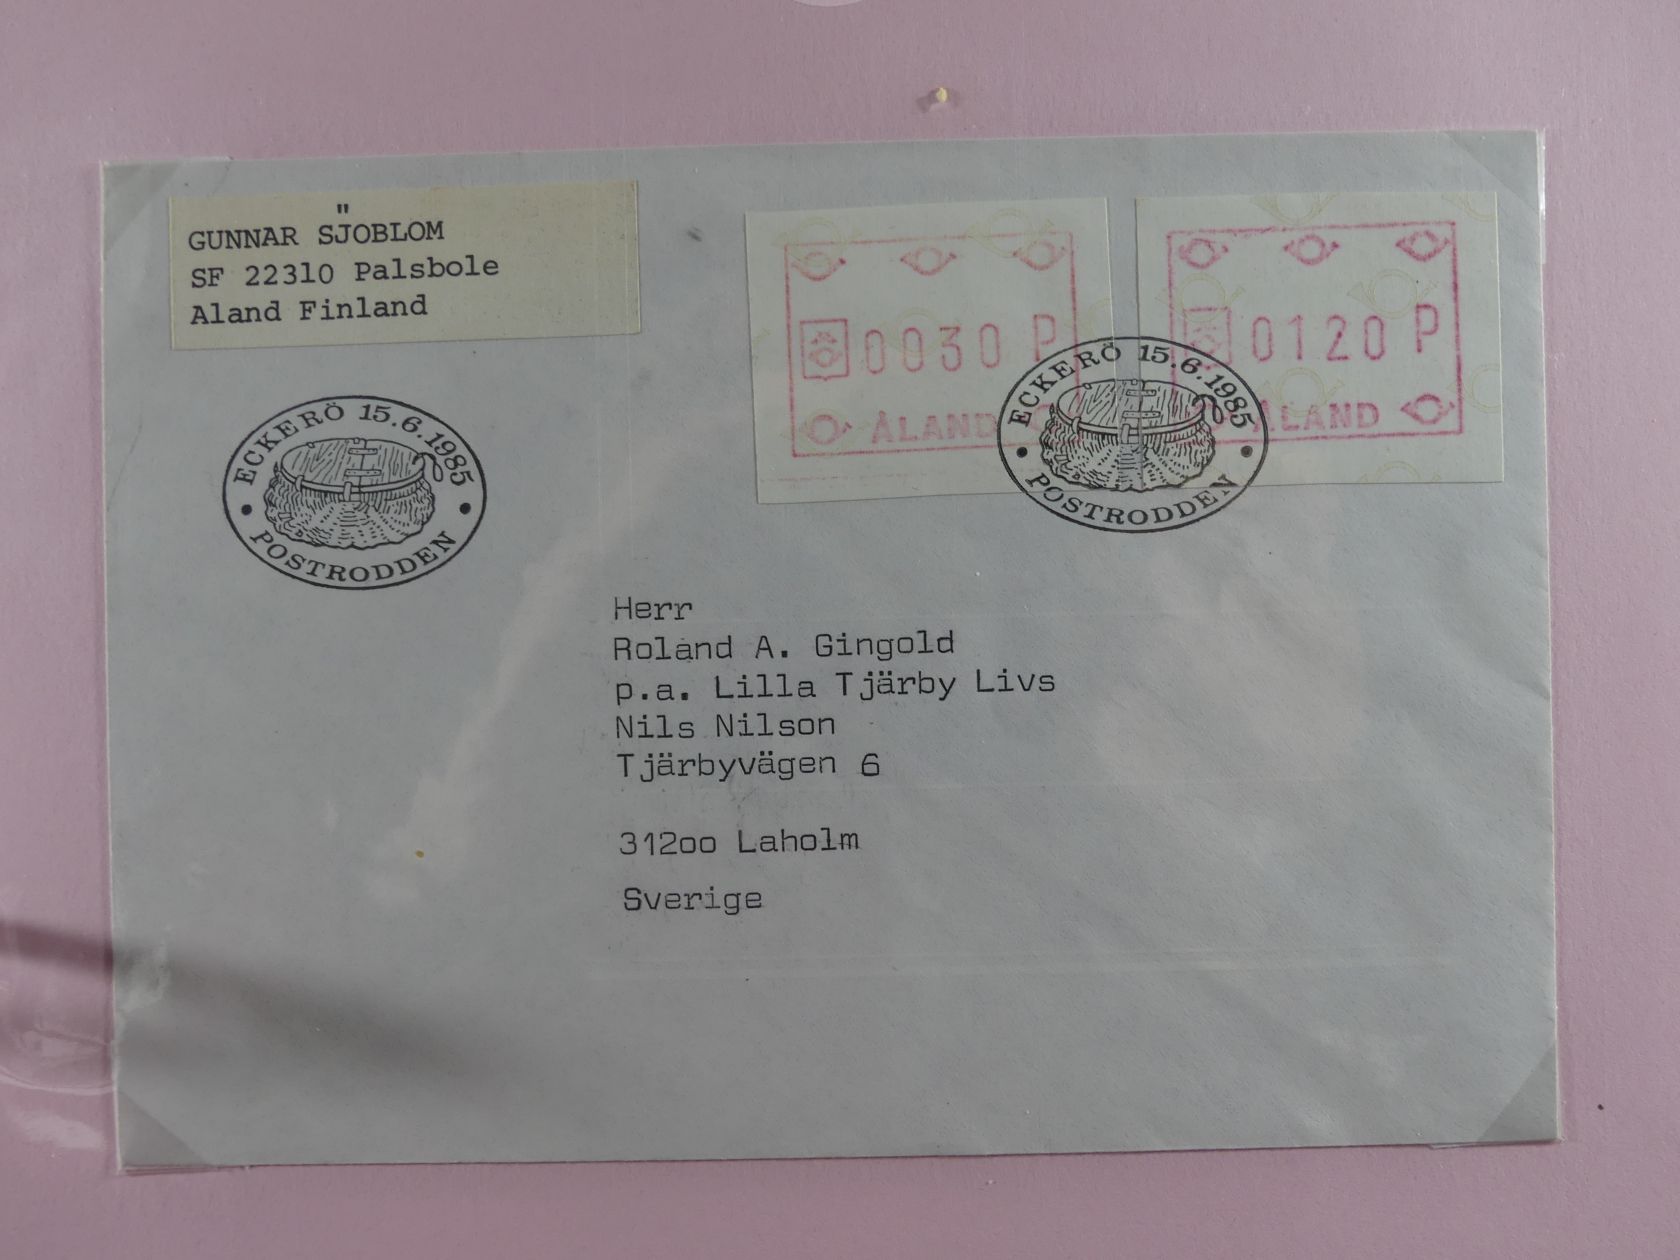 GUNNAR SJÖBLOM
SF 22310 Palsbole
Aland Finland
0030 P
ÅLAND
0120 P
ÅLAND
ECKERÖ 15.6.1985
POSTRODDEN
ECKERÖ 15.6.1985
POSTRODDEN
Herr
Roland A. Gingold
p.a. Lilla Tjärby Livs
Nils Nilson
Tjärbyvägen 6
312oo Laholm
Sverige